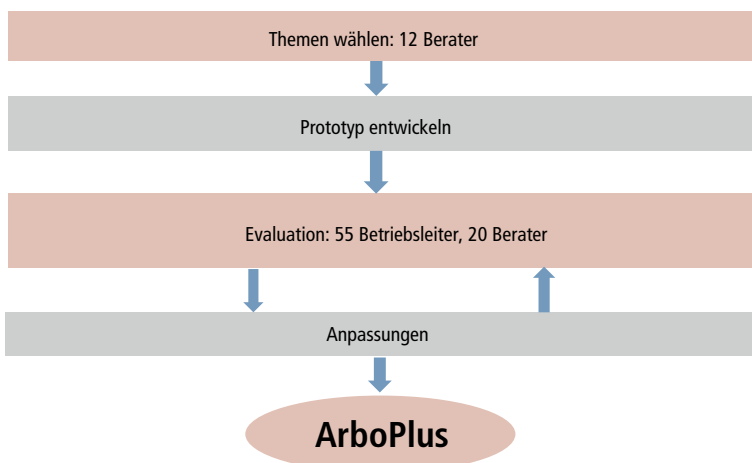 Themen wählen: 12 Berater
Prototyp entwickeln
Evaluation: 55 Betriebsleiter, 20 Berater
Anpassungen
ArboPlus